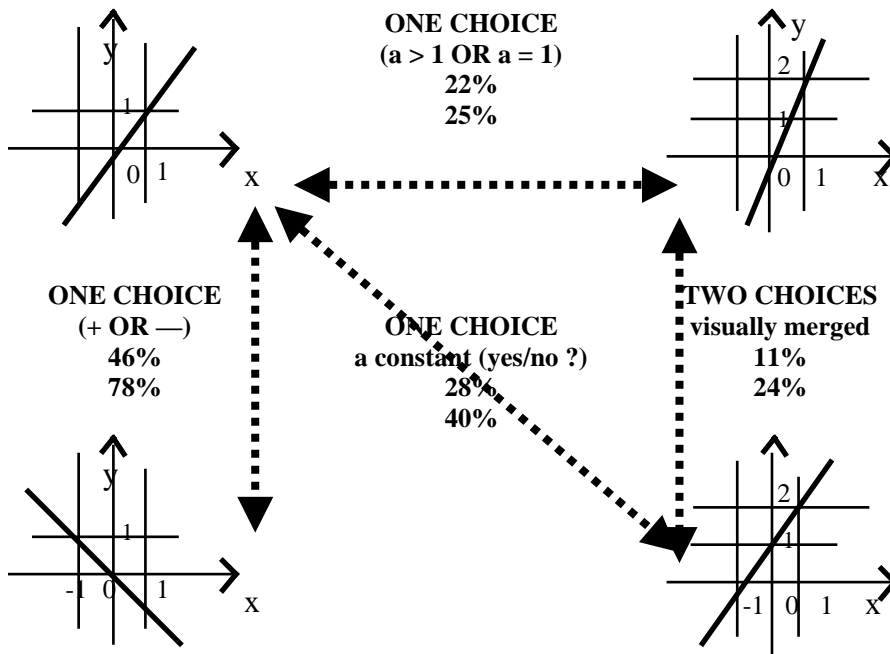 y
1
0 1
x
ONE CHOICE
(a > 1 OR a = 1)
22%
25%
y
2
1
0 1
x
ONE CHOICE
(+ OR —)
46%
78%
ONE CHOICE
a constant (yes/no ?)
28%
40%
TWO CHOICES
visually merged
11%
24%
y
1
-1 0 1
x
2
1
-1 0 1
x